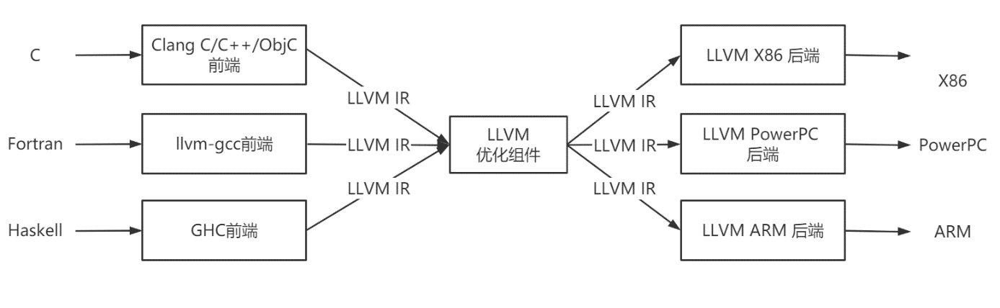 C
Clang C/C++/ObjC
前端
LLVM IR
Fortran
llvm-gcc前端
LLVM IR
Haskell
GHC前端
LLVM IR
LLVM
优化组件
LLVM IR
LLVM X86 后端
X86
LLVM IR
LLVM PowerPC
后端
PowerPC
LLVM IR
LLVM ARM 后端
ARM